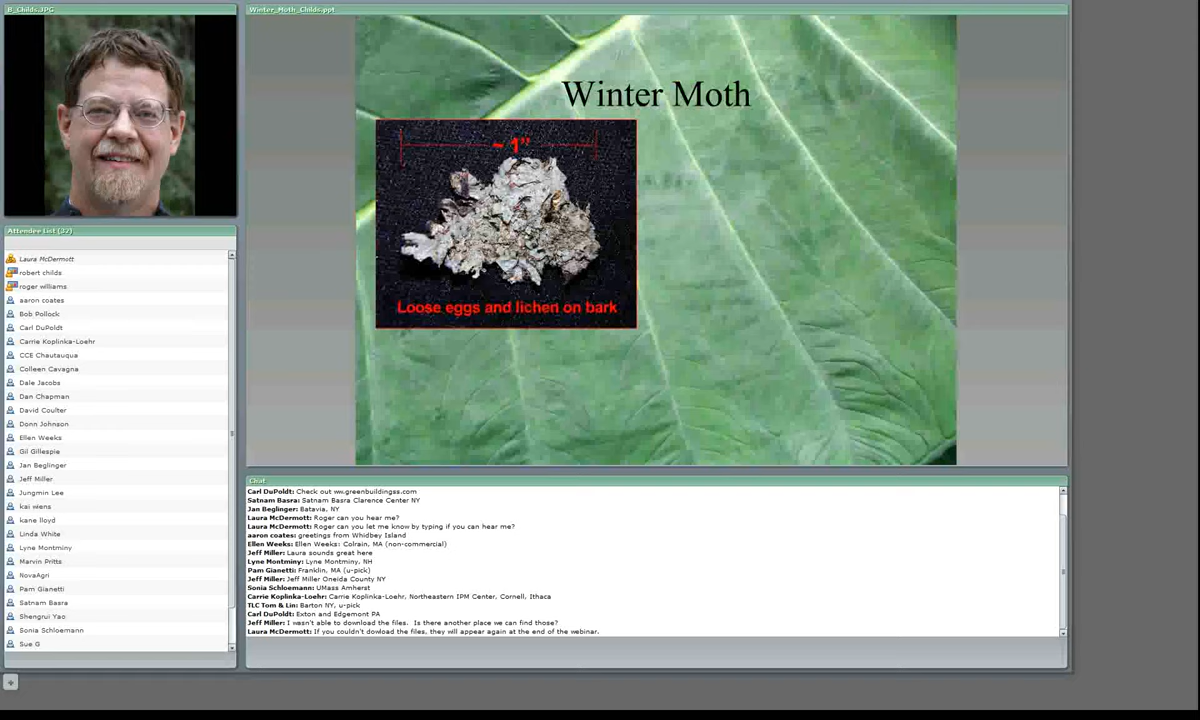 B_Childs.JPG
Attendee List (32)
Laura McDermott
robert childs
roger williams
aaron coates
Bob Pollock
Carl DuPoldt
Carrie Koplinka-Loehr
CCE Chautauqua
Colleen Cavagna
Dale Jacobs
Dan Chapman
David Coulter
Donn Johnson
Ellen Weeks
Gil Gillespie
Jan Beglinger
Jeff Miller
Jungmin Lee
kai wiens
kane lloyd
Linda White
Lyne Montminy
Marvin Pritts
NovaAgri
Pam Gianetti
Satnam Basra
Shengrui Yao
Sonia Schloemann
Sue G
Winter_Moth_Childs.ppt
Winter Moth
~ 1"
Loose eggs and lichen on bark
Chat
Carl DuPoldt: Check out ww.greenbuildingss.com
Satnam Basra: Satnam Basra Clarence Center NY
Jan Beglinger: Batavia, NY
Laura McDermott: Roger can you hear me?
Laura McDermott: Roger can you let me know by typing if you can hear me?
aaron coates: greetings from Whidbey Island
Ellen Weeks: Ellen Weeks: Colrain, MA (non-commercial)
Jeff Miller: Laura sounds great here
Lyne Montminy: Lyne Montminy, NH
Pam Gianetti: Franklin, MA (u-pick)
Jeff Miller: Jeff Miller Oneida County NY
Sonia Schloemann: UMass Amherst
Carrie Koplinka-Loehr: Carrie Koplinka-Loehr, Northeastern IPM Center, Cornell, Ithaca
TLC Tom & Lin: Barton NY, u-pick
Carl DuPoldt: Exton and Edgemont PA
Jeff Miller: I wasn't able to download the files. Is there another place we can find those?
Laura McDermott: If you couldn't dowload the files, they will appear again at the end of the webinar.